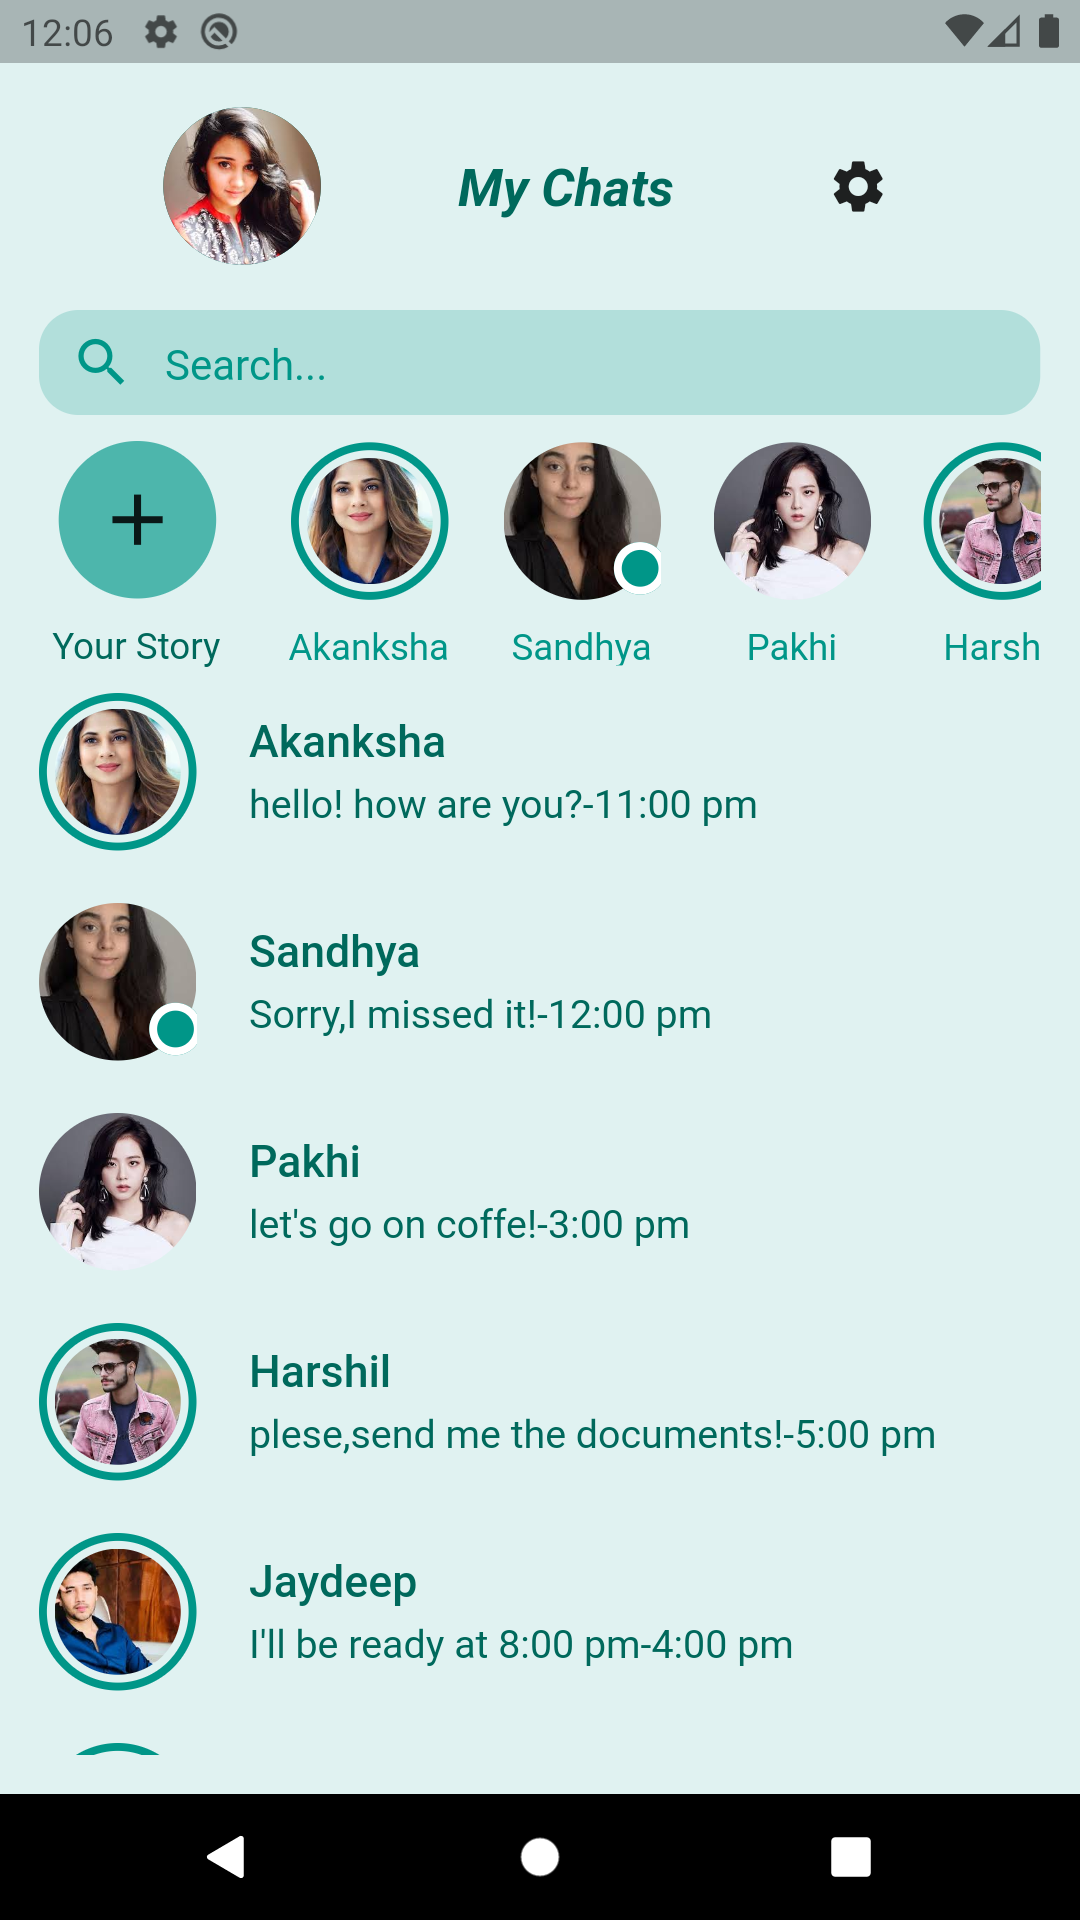 12:06
My Chats
Search...
Your Story
Akanksha
Sandhya
Pakhi
Harsh
Akanksha
hello! how are you?-11:00 pm
Sandhya
Sorry,I missed it!-12:00 pm
Pakhi
let's go on coffe!-3:00 pm
Harshil
plese,send me the documents!-5:00 pm
Jaydeep
I'll be ready at 8:00 pm-4:00 pm